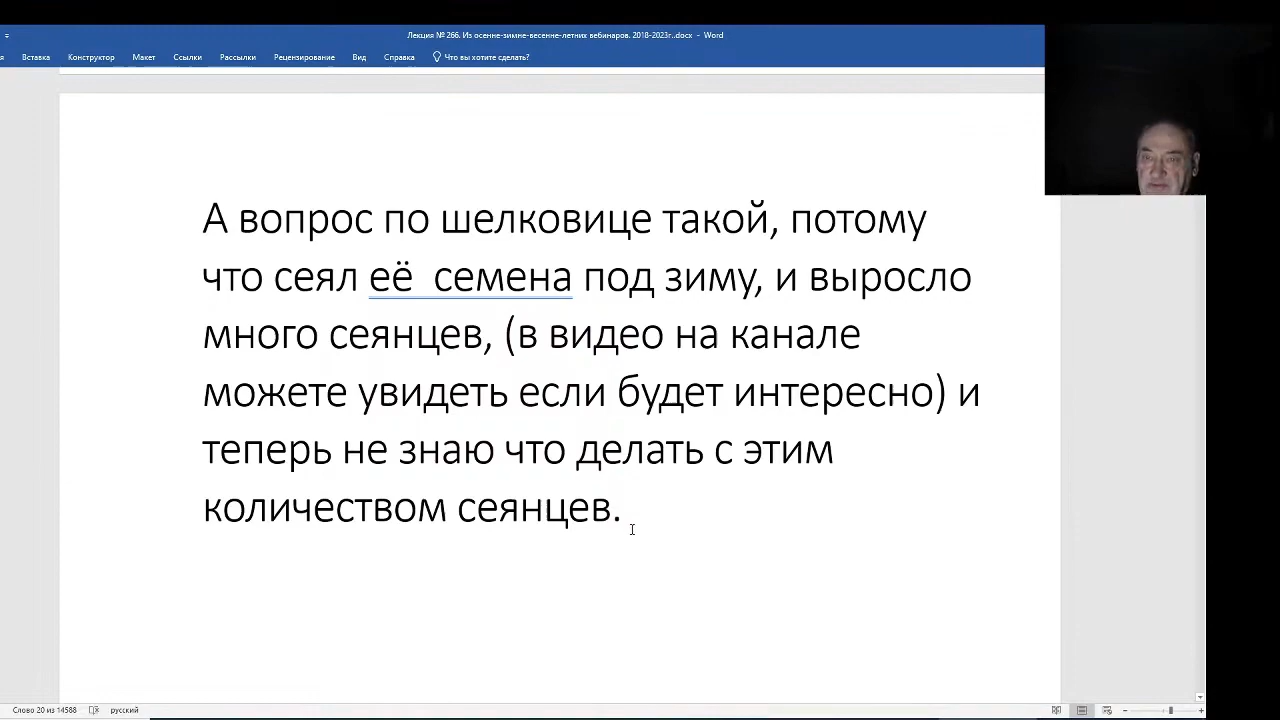 Лекция № 266. Из осенне-зимне-весенне-летних вебинаров. 2018-2023г..docx - Word
я Вставка Конструктор Макет Ссылки Рассылки Рецензирование Вид Справка Что вы хотите сделать?
А вопрос по шелковице такой, потому
что сеял её  семена под зиму, и выросло
много сеянцев, (в видео на канале
можете увидеть если будет интересно) и
теперь не знаю что делать с этим
количеством сеянцев.
Слово 20 из 14588 русский